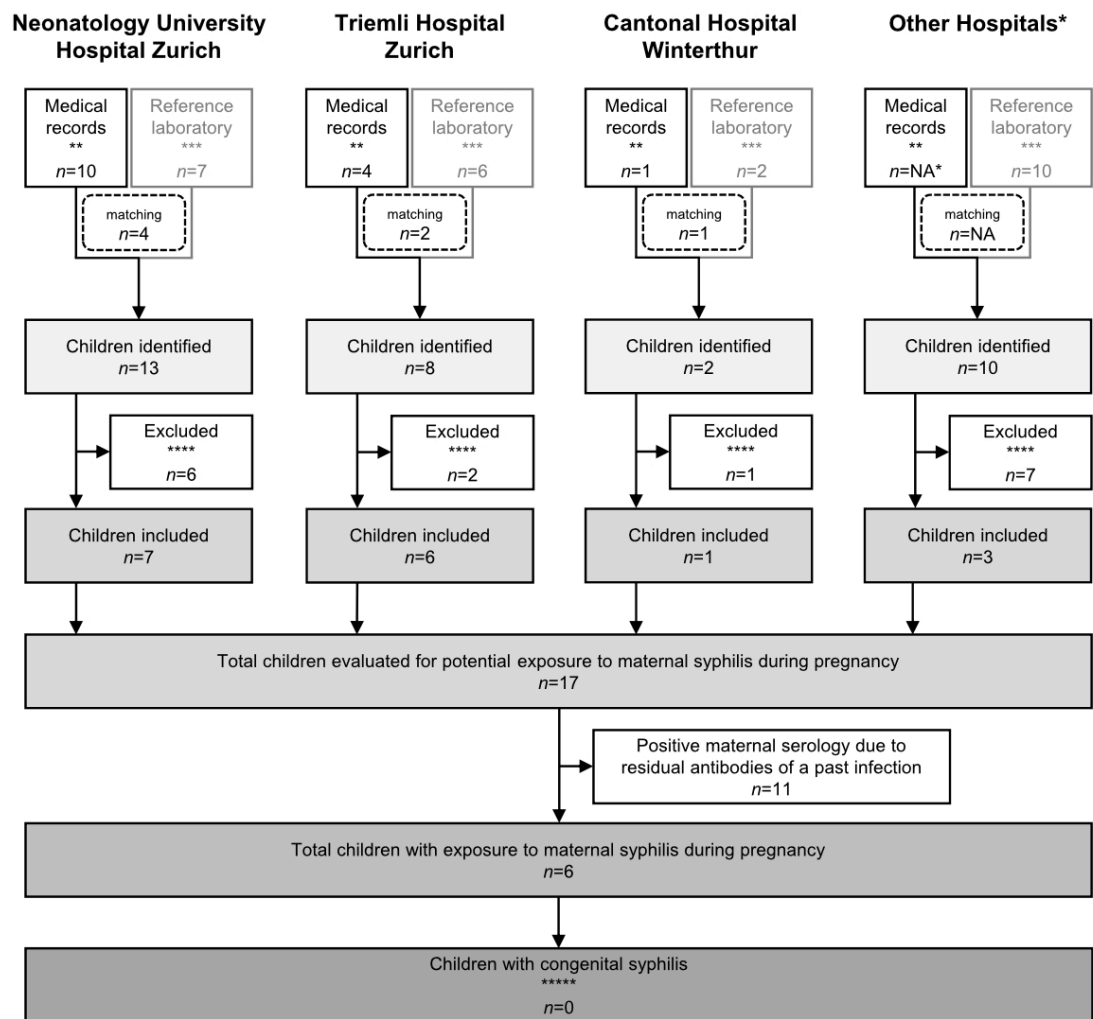 Neonatology University
Hospital Zurich
Triemli Hospital
Zurich
Cantonal Hospital
Winterthur
Other Hospitals*
Medical
records
**
n=10
Reference
laboratory
***
n=7
matching
n=4
Medical
records
**
n=4
Reference
laboratory
***
n=6
matching
n=2
Medical
records
**
n=1
Reference
laboratory
***
n=2
matching
n=1
Medical
records
**
n=NA*
Reference
laboratory
***
n=10
matching
n=NA
Children identified
n=13
Children identified
n=8
Children identified
n=2
Children identified
n=10
Excluded
****
n=6
Excluded
****
n=2
Excluded
****
n=1
Excluded
****
n=7
Children included
n=7
Children included
n=6
Children included
n=1
Children included
n=3
Total children evaluated for potential exposure to maternal syphilis during pregnancy
n=17
Positive maternal serology due to
residual antibodies of a past infection
n=11
Total children with exposure to maternal syphilis during pregnancy
n=6
Children with congenital syphilis
*****
n=0